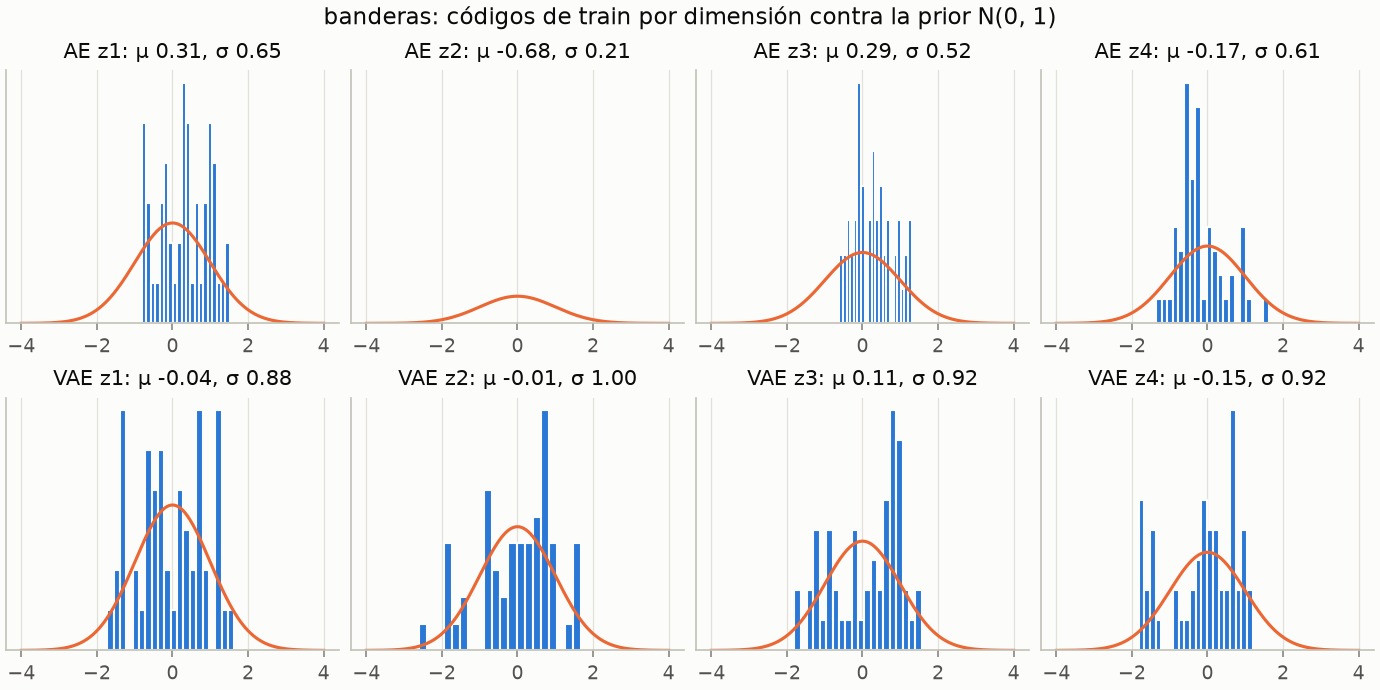 banderas: códigos de train por dimensión contra la prior N(0, 1)
AE z1: μ 0.31, σ 0.65
AE z2: μ -0.68, σ 0.21
AE z3: μ 0.29, σ 0.52
AE z4: μ -0.17, σ 0.61
−4 −2 0 2 4
−4 −2 0 2 4
−4 −2 0 2 4
−4 −2 0 2 4
VAE z1: μ -0.04, σ 0.88
VAE z2: μ -0.01, σ 1.00
VAE z3: μ 0.11, σ 0.92
VAE z4: μ -0.15, σ 0.92
−4 −2 0 2 4
−4 −2 0 2 4
−4 −2 0 2 4
−4 −2 0 2 4